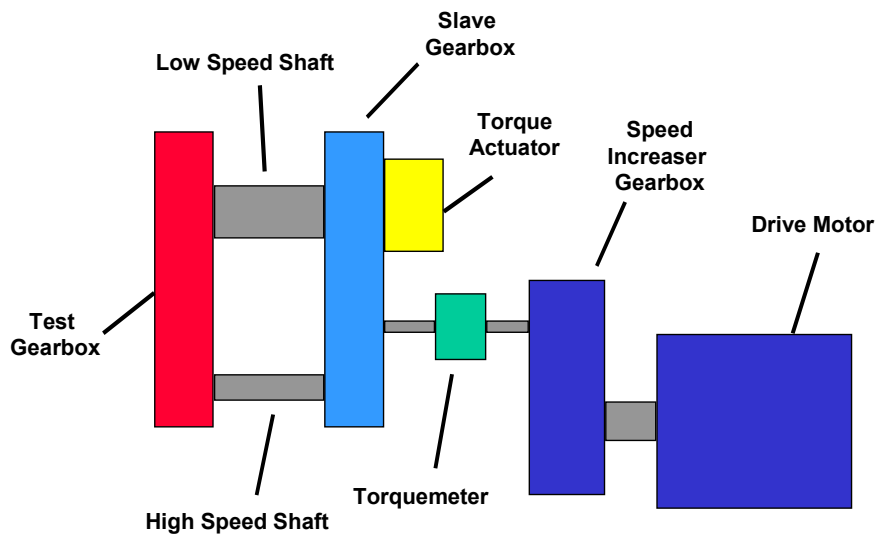 Slave
Gearbox
Low Speed Shaft
Torque
Actuator
Speed
Increaser
Gearbox
Drive Motor
Test
Gearbox
Torquemeter
High Speed Shaft